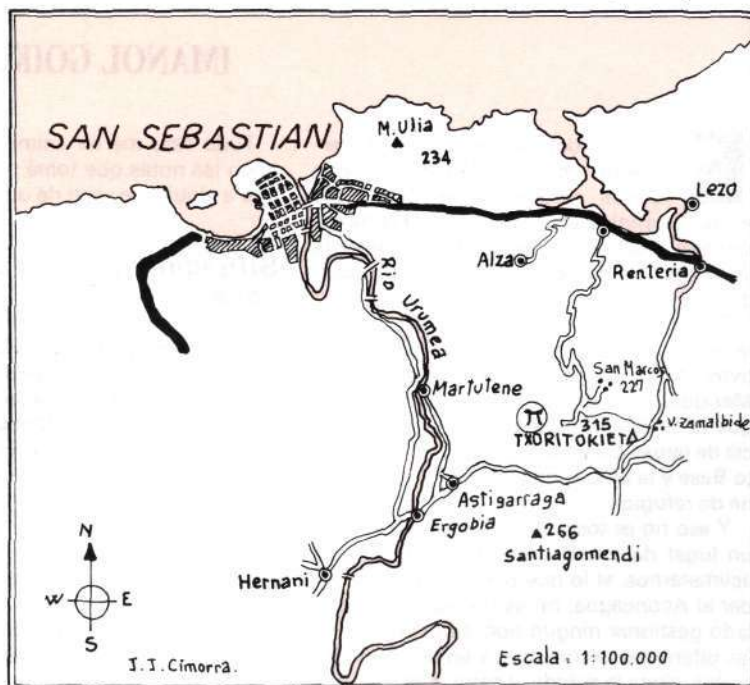 IMANOL
SAN SEBASTIAN
M. Ulia
234
Lezo
Alza
Renteria
Rio
Urumea
San Marcos
227
Martutene
315
TXORITOKIETA
V. Zamalbide
Astigarraga
Ergobia
266
Santiagomendi
Hernani
N
W E
S
J.J. Cimorra.
Escala: 1:100.000